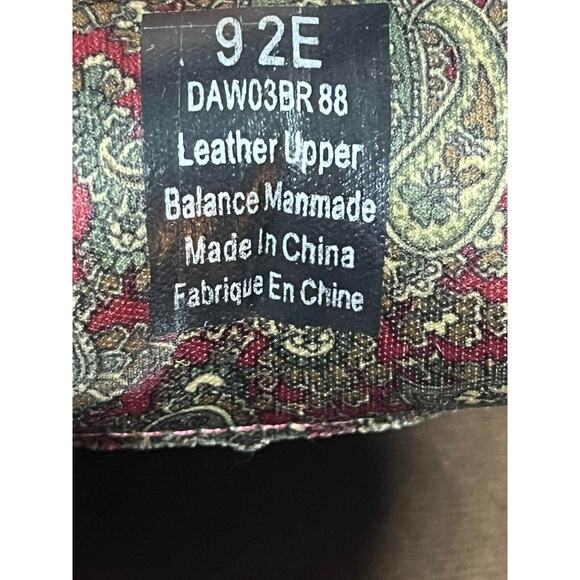 9 2E
DAW03BR 88
Leather Upper
Balance Manmade
Made In China
Fabrique En Chine